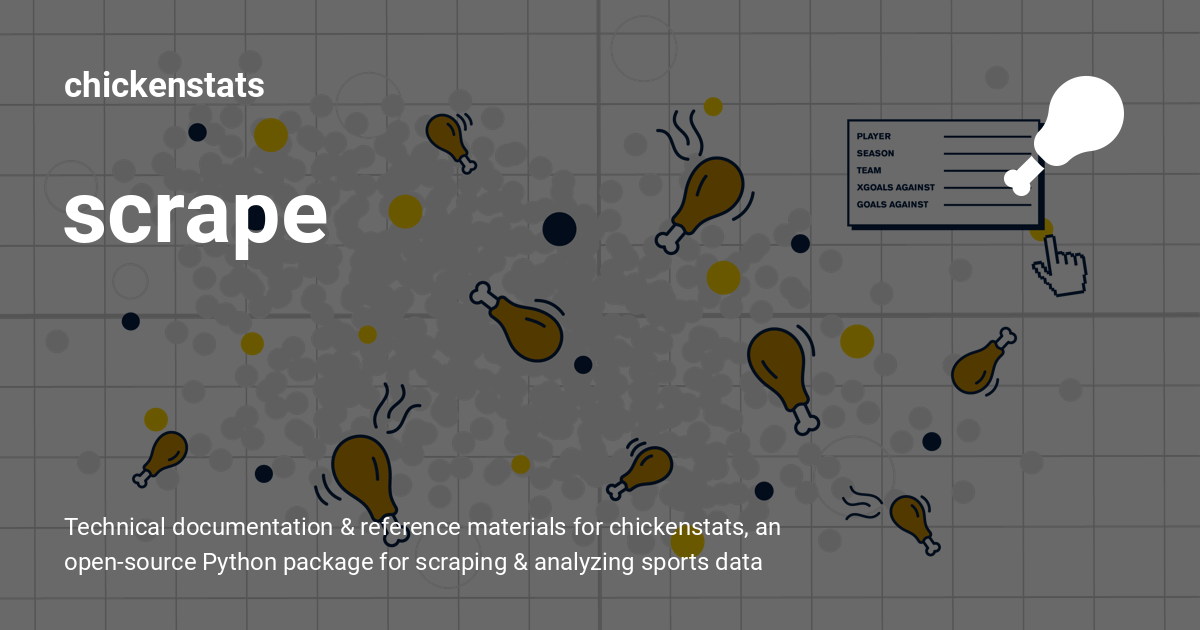 chickenstats
scrape
PLAYER
SEASON
TEAM
XGOALS AGAINST
GOALS AGAINST
Technical documentation & reference materials for chickenstats, an
open-source Python package for scraping & analyzing sports data